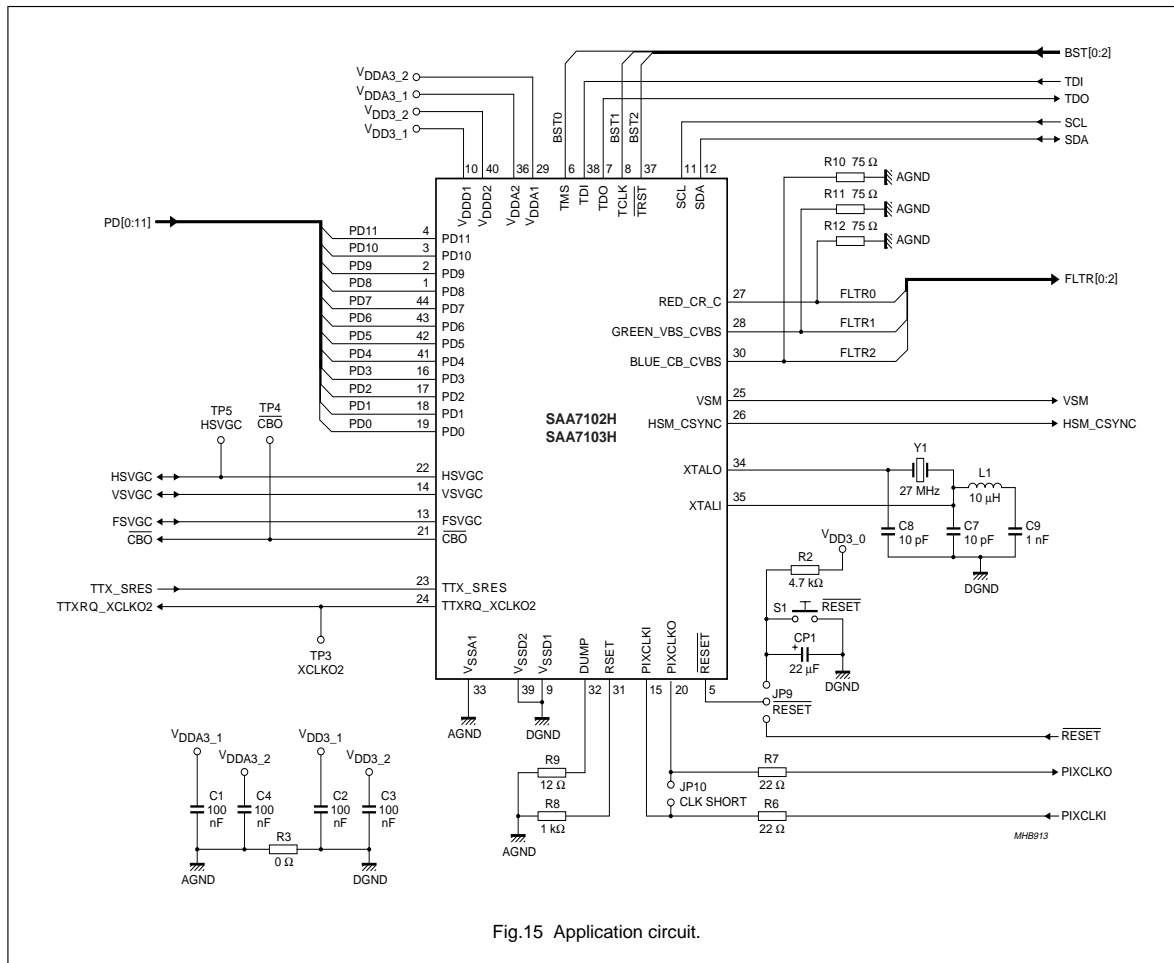 BST[0:2]
TDI
TDO
SCL
SDA
VDDA3_2
VDDA3_1
VDD3_2
VDD3_1
BST0
BST1
BST2
10 40 36 29
6 38 7 8 37
11 12
VDDD1
VDDD2
VDDA2
VDDA1
TMS
TDI
TDO
TCLK
TRST
SCL
SDA
R10 75 Ω
AGND
R11 75 Ω
AGND
R12 75 Ω
AGND
PD[0:11]
PD11 4 PD11
PD10 3 PD10
PD9 2 PD9
PD8 1 PD8
PD7 44 PD7
PD6 43 PD6
PD5 42 PD5
PD4 41 PD4
PD3 16 PD3
PD2 17 PD2
PD1 18 PD1
PD0 19 PD0
RED_CR_C 27 FLTR0
GREEN_VBS_CVBS 28 FLTR1
BLUE_CB_CVBS 30 FLTR2
FLTR[0:2]
SAA7102H
SAA7103H
VSM 25 VSM
HSM_CSYNC 26 HSM_CSYNC
TP5
HSVGC
TP4
CBO
HSVGC 22 HSVGC
VSVGC 14 VSVGC
FSVGC 13 FSVGC
CBO 21 CBO
TTX_SRES 23 TTX_SRES
TTXRQ_XCLKO2 24 TTXRQ_XCLKO2
TP3
XCLKO2
XTALO 34
XTALI 35
Y1
27 MHz
L1
10 μH
C8
10 pF
C7
10 pF
C9
1 nF
DGND
VDD3_0
R2
4.7 kΩ
S1
RESET
CP1
+
22 μF
DGND
JP9
RESET
RESET
VSSA1
VSSD2
VSSD1
DUMP
RSET
PIXCLKI
PIXCLKO
RESET
33
39 9
32 31
15 20
5
AGND
DGND
R9
12 Ω
R8
1 kΩ
AGND
JP10
CLK SHORT
R7
22 Ω
PIXCLKO
R6
22 Ω
PIXCLKI
VDDA3_1
VDDA3_2
VDD3_1
VDD3_2
C1
100
nF
C4
100
nF
C2
100
nF
C3
100
nF
R3
0 Ω
AGND
DGND
MHB913
Fig.15 Application circuit.